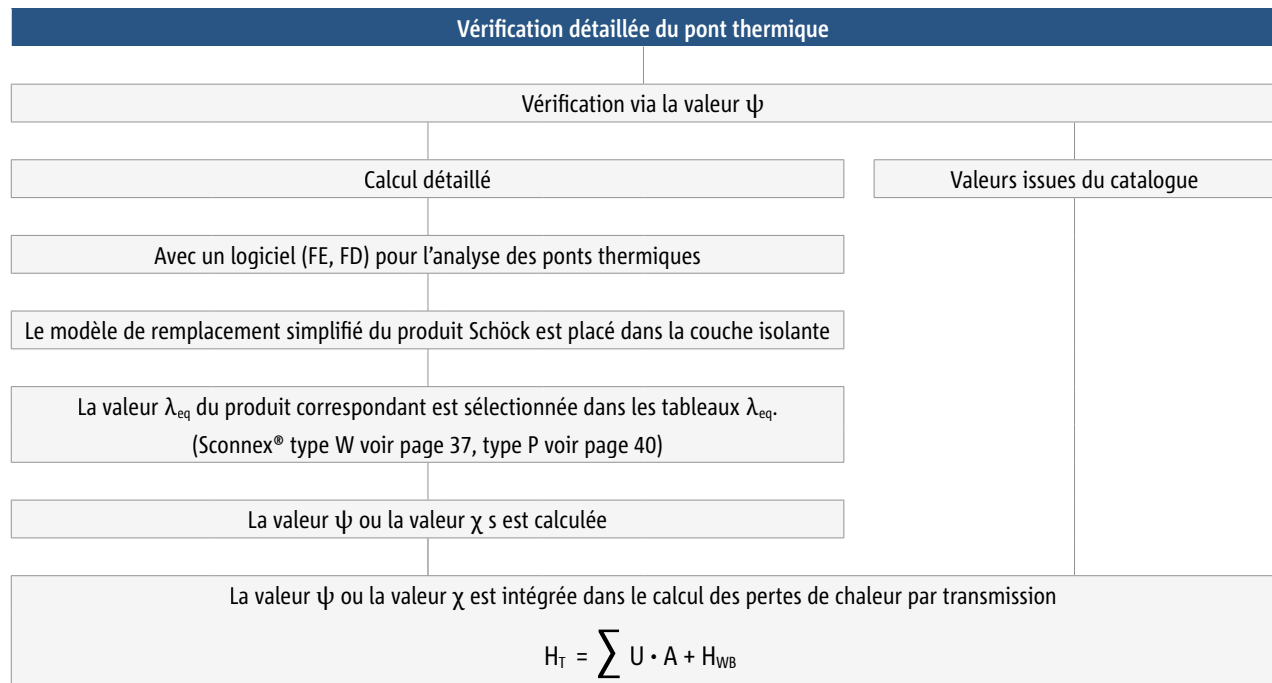 Vérification détaillée du pont thermique
Vérification via la valeur ψ
Calcul détaillé
Valeurs issues du catalogue
Avec un logiciel (FE, FD) pour l'analyse des ponts thermiques
Le modèle de remplacement simplifié du produit Schöck est placé dans la couche isolante
La valeur λeq du produit correspondant est sélectionnée dans les tableaux λeq.
(Sconnex® type W voir page 37, type P voir page 40)
La valeur ψ ou la valeur χ s est calculée
La valeur ψ ou la valeur χ est intégrée dans le calcul des pertes de chaleur par transmission
HT = ∑ U · A + HWB